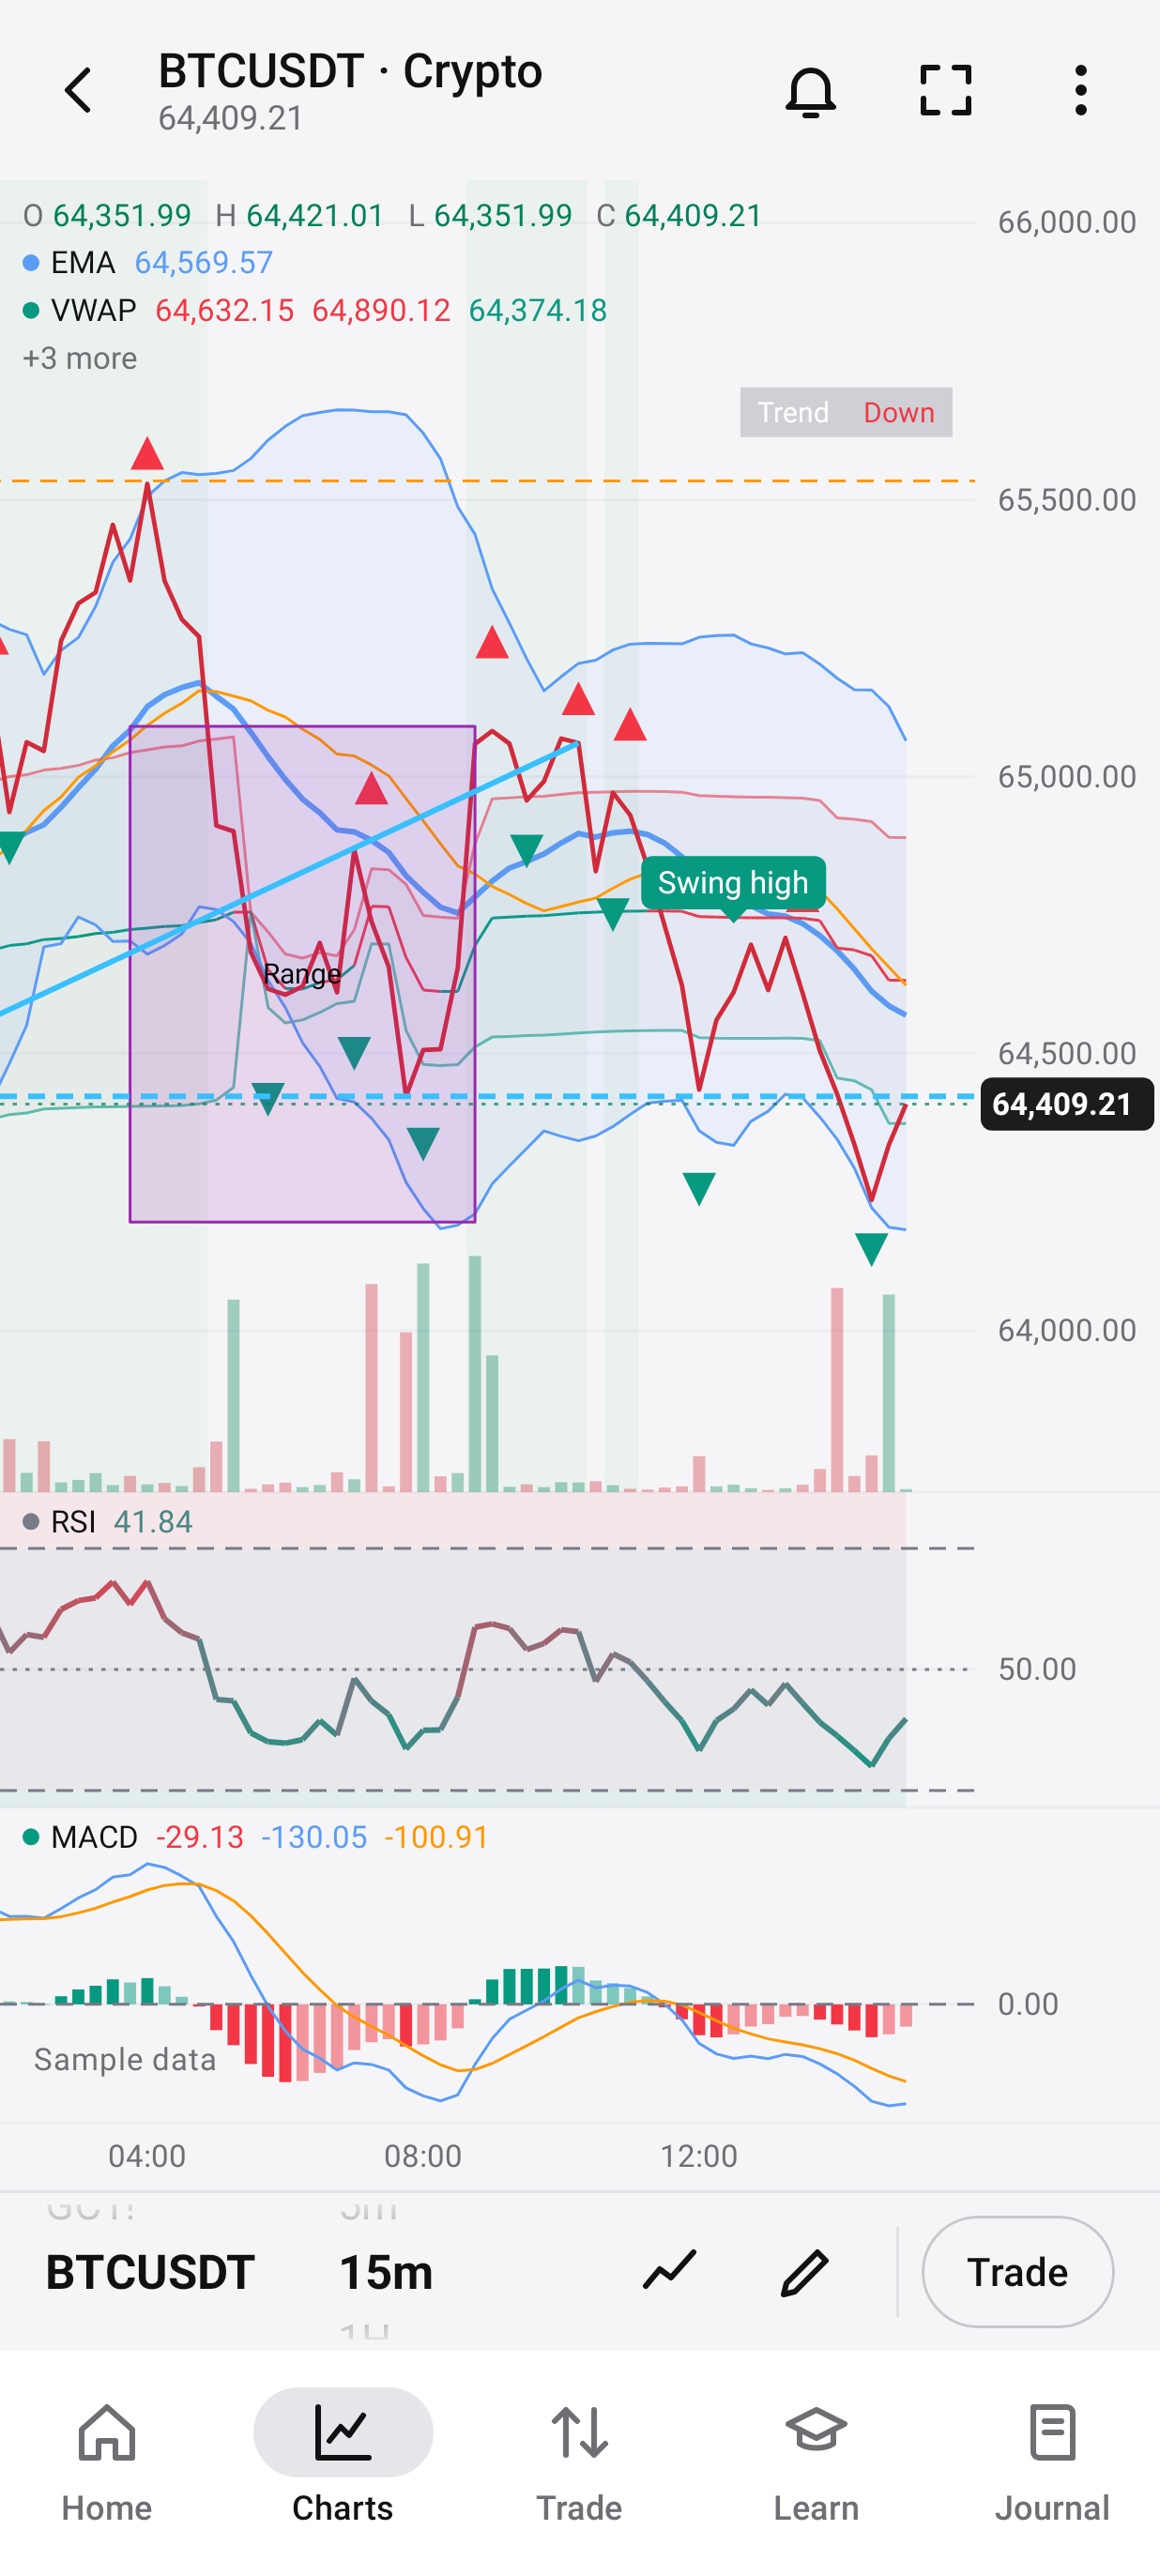 BTCUSDT · Crypto
64,409.21
O 64,351.99 H 64,421.01 L 64,351.99 C 64,409.21
EMA 64,569.57
VWAP 64,632.15 64,890.12 64,374.18
+3 more
Trend Down
66,000.00
65,500.00
65,000.00
Swing high
Range
64,500.00
64,409.21
64,000.00
RSI 41.84
50.00
MACD -29.13 -130.05 -100.91
0.00
Sample data
04:00 08:00 12:00
BTCUSDT 15m Trade
Home Charts Trade Learn Journal